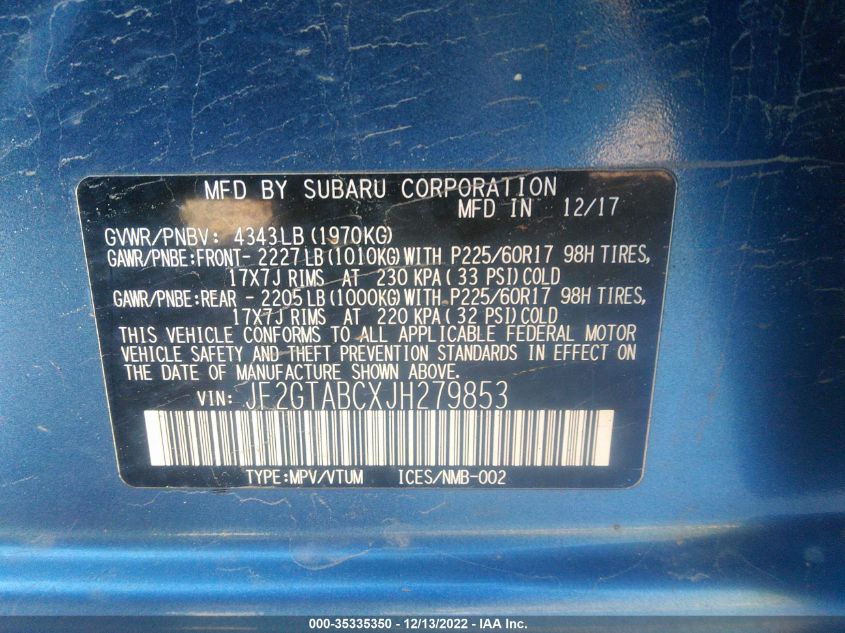 MFD BY SUBARU CORPORATION
MFD IN 12/17
GVWR/PNBV: 4343LB (1970KG)
GAWR/PNBE:FRONT- 2227LB (1010KG) WITH P225/60R17 98H TIRES,
17X7J RIMS AT 230 KPA ( 33 PSI) COLD
GAWR/PNBE:REAR - 2205LB (1000KG) WITH P225/60R17 98H TIRES,
17X7J RIMS AT 220 KPA ( 32 PSI) COLD
THIS VEHICLE CONFORMS TO ALL APPLICABLE FEDERAL MOTOR
VEHICLE SAFETY AND THEFT PREVENTION STANDARDS IN EFFECT ON
THE DATE OF MANUFACTURE SHOWN ABOVE.
VIN: JF2GTABCXJH279853
TYPE:MPV/VTUM ICES/NMB-002
000-35335350 - 12/13/2022 - IAA Inc.